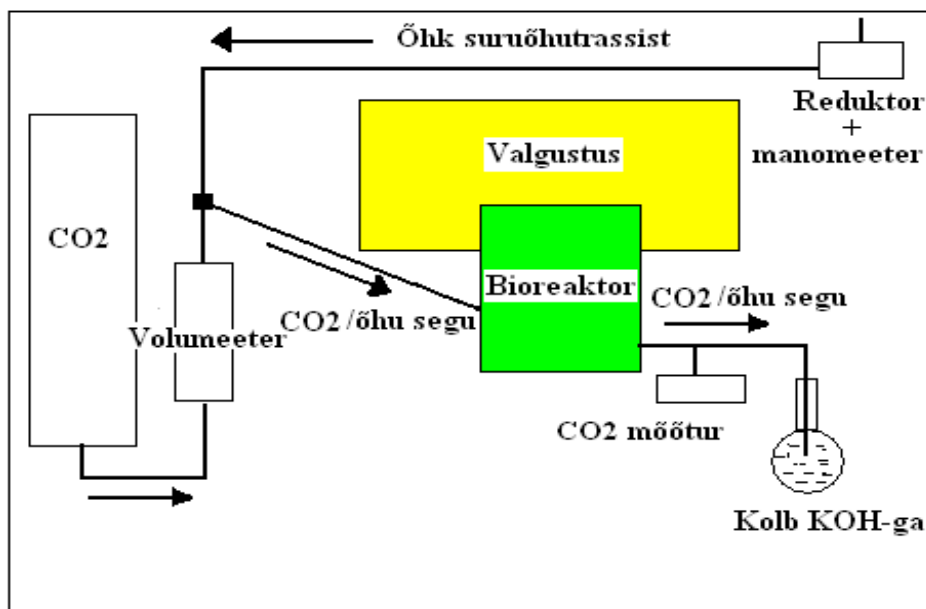 Õhk suruõhutrassist
Reduktor
+
manomeeter
Valgustus
CO2
Bioreaktor
CO2/õhu segu
CO2/õhu segu
Volumeeter
CO2 mõõtur
Kolb KOH-ga